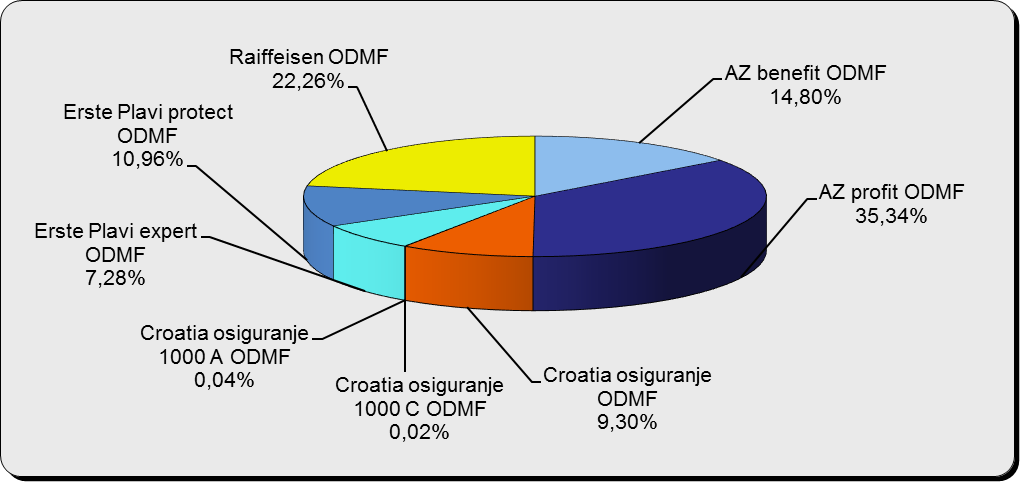 Raiffeisen ODMF
22,26%
AZ benefit ODMF
14,80%
Erste Plavi protect
ODMF
10,96%
AZ profit ODMF
35,34%
Erste Plavi expert
ODMF
7,28%
Croatia osiguranje
1000 A ODMF
0,04%
Croatia osiguranje
1000 C ODMF
0,02%
Croatia osiguranje
ODMF
9,30%